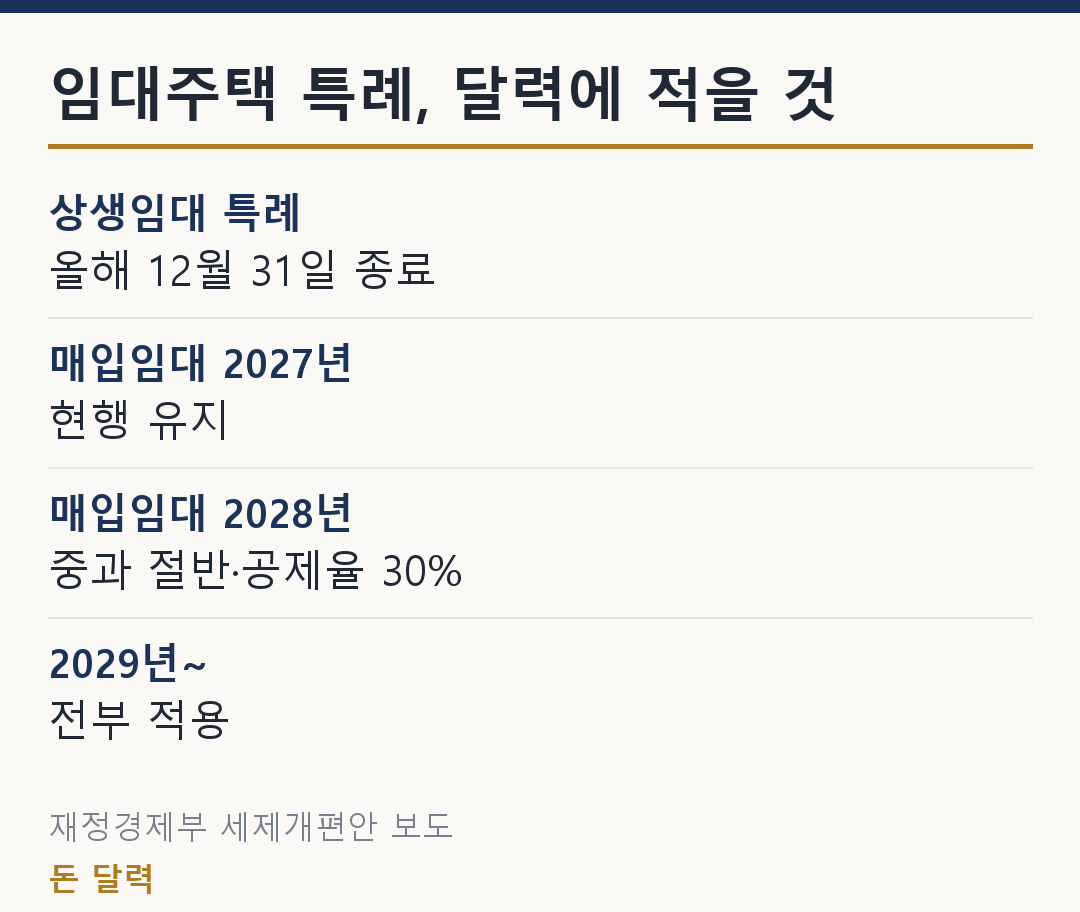 임대주택 특례, 달력에 적을 것
상생임대 특례
올해 12월 31일 종료
매입임대 2027년
현행 유지
매입임대 2028년
중과 절반·공제율 30%
2029년~
전부 적용
재정경제부 세제개편안 보도
돈 달력